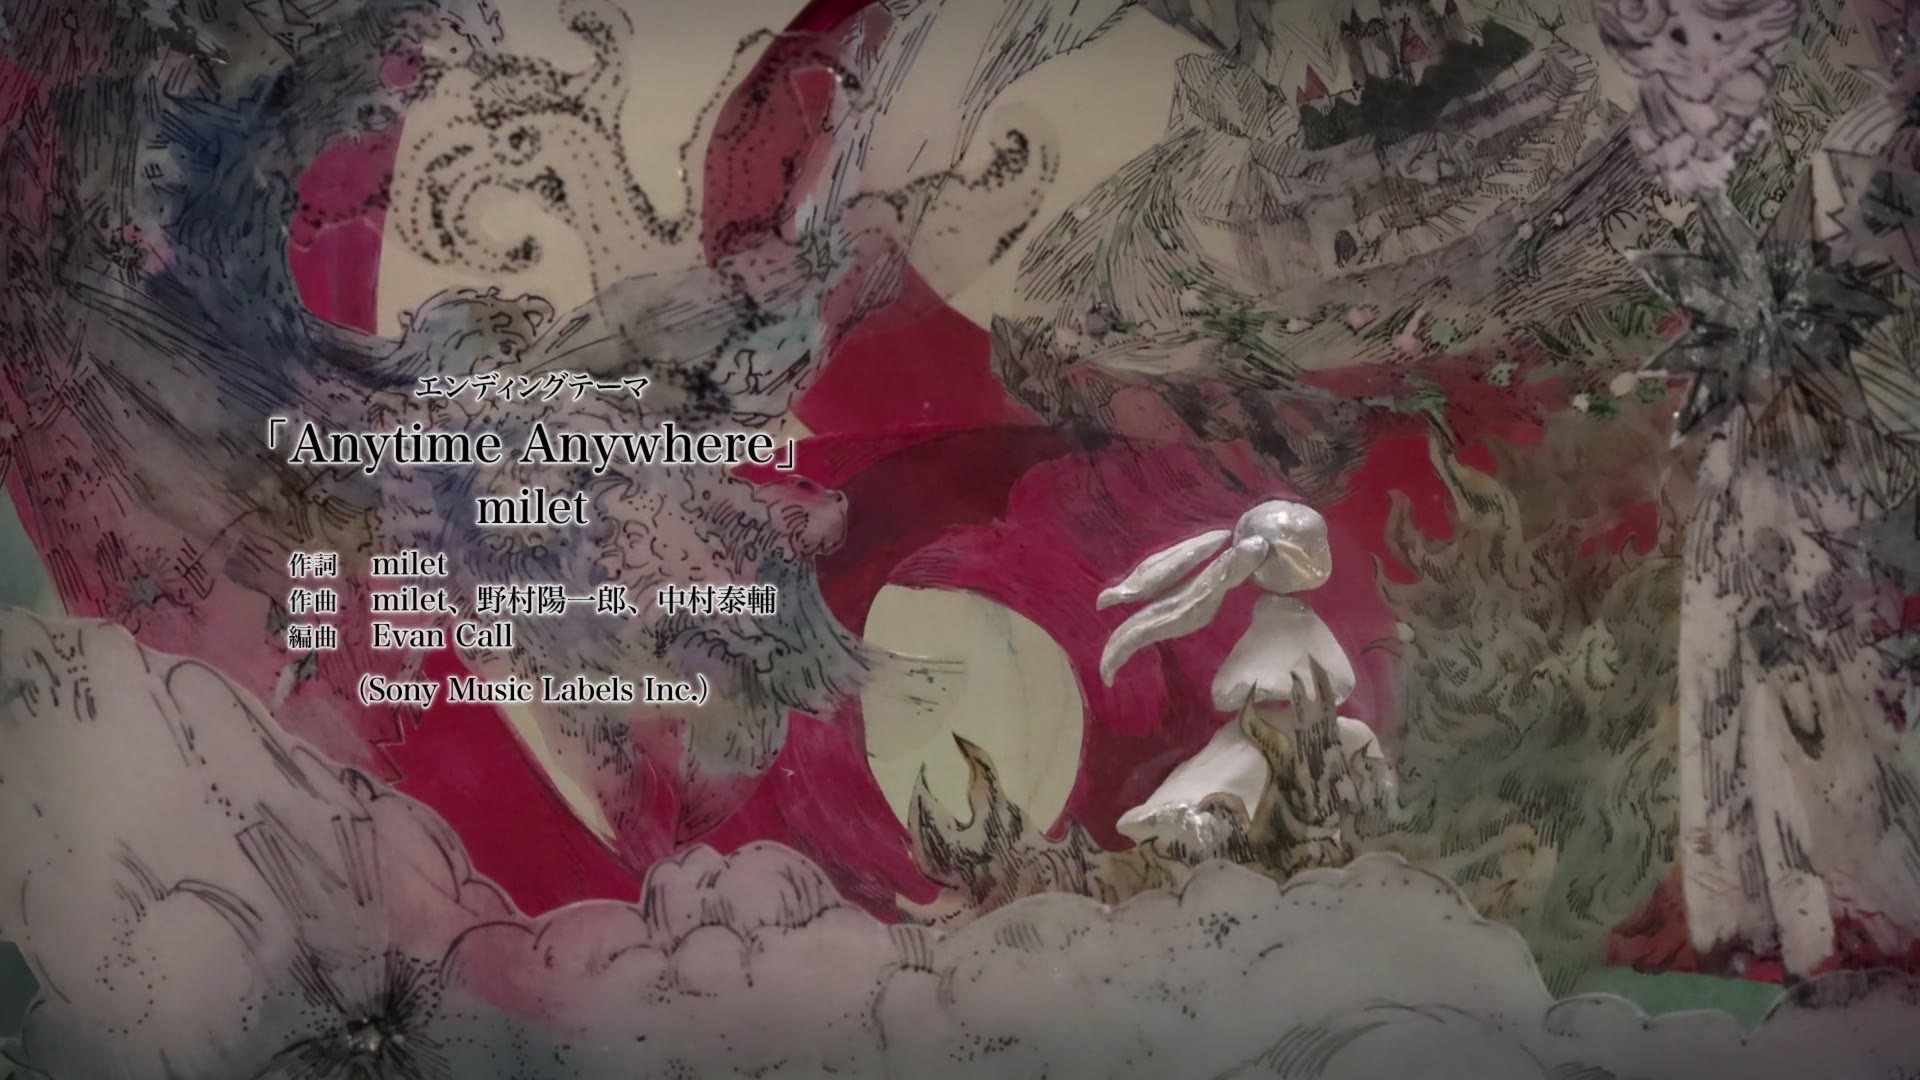 エンディングテーマ
「Anytime Anywhere」
milet
作詞 milet
作曲 milet、野村陽一郎、中村泰輔
編曲 Evan Call
(Sony Music Labels Inc.)